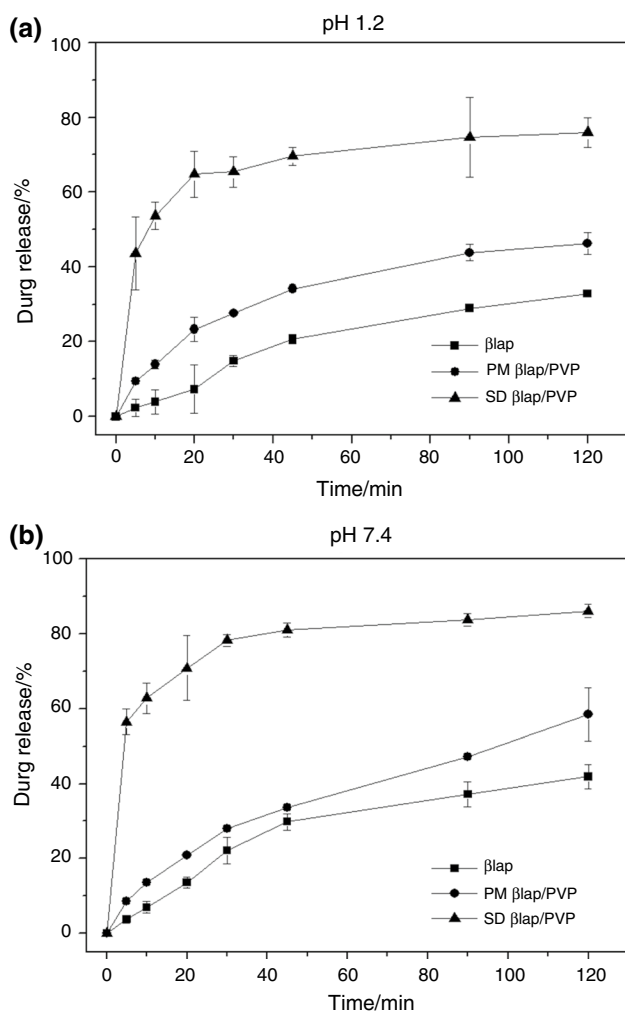 (a)
pH 1.2
100
80
60
40
20
0
Durg release/%
βlap
PM βlap/PVP
SD βlap/PVP
0 20 40 60 80 100 120
Time/min
(b)
pH 7.4
100
80
60
40
20
0
Durg release/%
βlap
PM βlap/PVP
SD βlap/PVP
0 20 40 60 80 100 120
Time/min